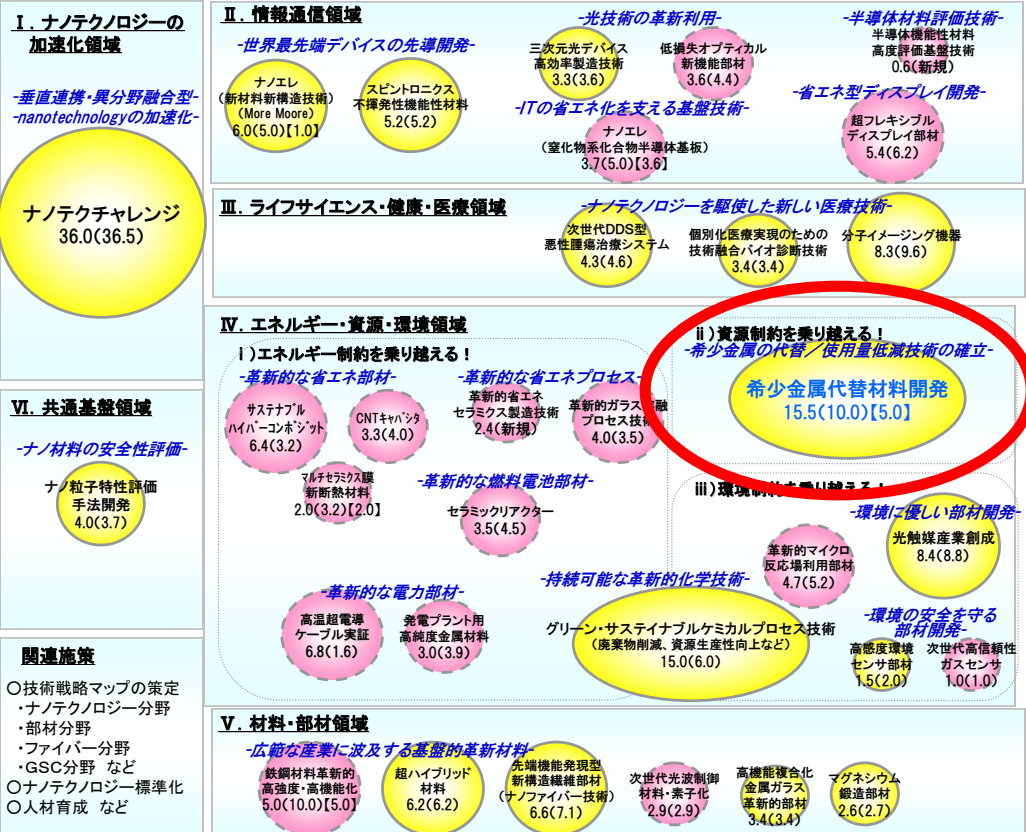 Ⅰ. ナノテクノロジーの
加速化領域
-垂直連携・異分野融合型-
-nanotechnologyの加速化-
ナノテクチャレンジ
36.0(36.5)
Ⅱ. 情報通信領域
-世界最先端デバイスの先導開発-
ナノエレ
(新材料新構造技術)
(More Moore)
6.0(5.0)【1.0】
スピントロニクス
不揮発性機能性材料
5.2(5.2)
-光技術の革新利用-
三次元光デバイス
高効率製造技術
3.3(3.6)
低損失オプティカル
新機能部材
3.6(4.4)
-ITの省エネ化を支える基盤技術-
ナノエレ
(窒化物系化合物半導体基板)
3.7(5.0)【3.6】
-半導体材料評価技術-
半導体機能性材料
高度評価基盤技術
0.6(新規)
-省エネ型ディスプレイ開発-
超フレキシブル
ディスプレイ部材
5.4(6.2)
Ⅲ. ライフサイエンス・健康・医療領域
-ナノテクノロジーを駆使した新しい医療技術-
次世代DDS型
悪性腫瘍治療システム
4.3(4.6)
個別化医療実現のための
技術融合バイオ診断技術
3.4(3.4)
分子イメージング機器
8.3(9.6)
Ⅳ. エネルギー・資源・環境領域
ⅰ)エネルギー制約を乗り越える!
-革新的な省エネ部材-
サステナブル
ハイパーコンポジット
6.4(3.2)
CNTキャパシタ
3.3(4.0)
マルチセラミクス膜
新断熱材料
2.0(3.2)【2.0】
-革新的な省エネプロセス-
革新的省エネ
セラミクス製造技術
2.4(新規)
革新的ガラス溶融
プロセス技術
4.0(3.5)
-革新的な燃料電池部材-
セラミックリアクター
3.5(4.5)
-革新的な電力部材-
高温超電導
ケーブル実証
6.8(1.6)
発電プラント用
高純度金属材料
3.0(3.9)
ⅱ)資源制約を乗り越える!
-希少金属の代替/使用量低減技術の確立-
希少金属代替材料開発
15.5(10.0)【5.0】
ⅲ)環境制約を乗り越える!
-環境に優しい部材開発-
光触媒産業創成
8.4(8.8)
革新的マイクロ
反応場利用部材
4.7(5.2)
-持続可能な革新的化学技術-
グリーン・サステイナブルケミカルプロセス技術
(廃棄物削減、資源生産性向上など)
15.0(6.0)
-環境の安全を守る
部材開発-
高感度環境
センサ部材
1.5(2.0)
次世代高信頼性
ガスセンサ
1.0(1.0)
Ⅵ. 共通基盤領域
-ナノ材料の安全性評価-
ナノ粒子特性評価
手法開発
4.0(3.7)
関連施策
○技術戦略マップの策定
・ナノテクノロジー分野
・部材分野
・ファイバー分野
・GSC分野 など
○ナノテクノロジー標準化
○人材育成 など
Ⅴ. 材料・部材領域
-広範な産業に波及する基盤的革新材料-
鉄鋼材料革新的
高強度・高機能化
5.0(10.0)【5.0】
超ハイブリッド
材料
6.2(6.2)
先端機能発現型
新構造繊維部材
(ナノファイバー技術)
6.6(7.1)
次世代光波制御
材料・素子化
2.9(2.9)
高機能複合化
金属ガラス
革新的部材
3.4(3.4)
マグネシウム
鍛造部材
2.6(2.7)